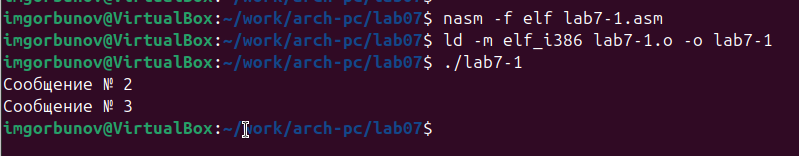 imgorbunov@VirtualBox:~/work/arch-pc/lab07$ nasm -f elf lab7-1.asm
imgorbunov@VirtualBox:~/work/arch-pc/lab07$ ld -m elf_i386 lab7-1.o -o lab7-1
imgorbunov@VirtualBox:~/work/arch-pc/lab07$ ./lab7-1
Сообщение № 2
Сообщение № 3
imgorbunov@VirtualBox:~/work/arch-pc/lab07$